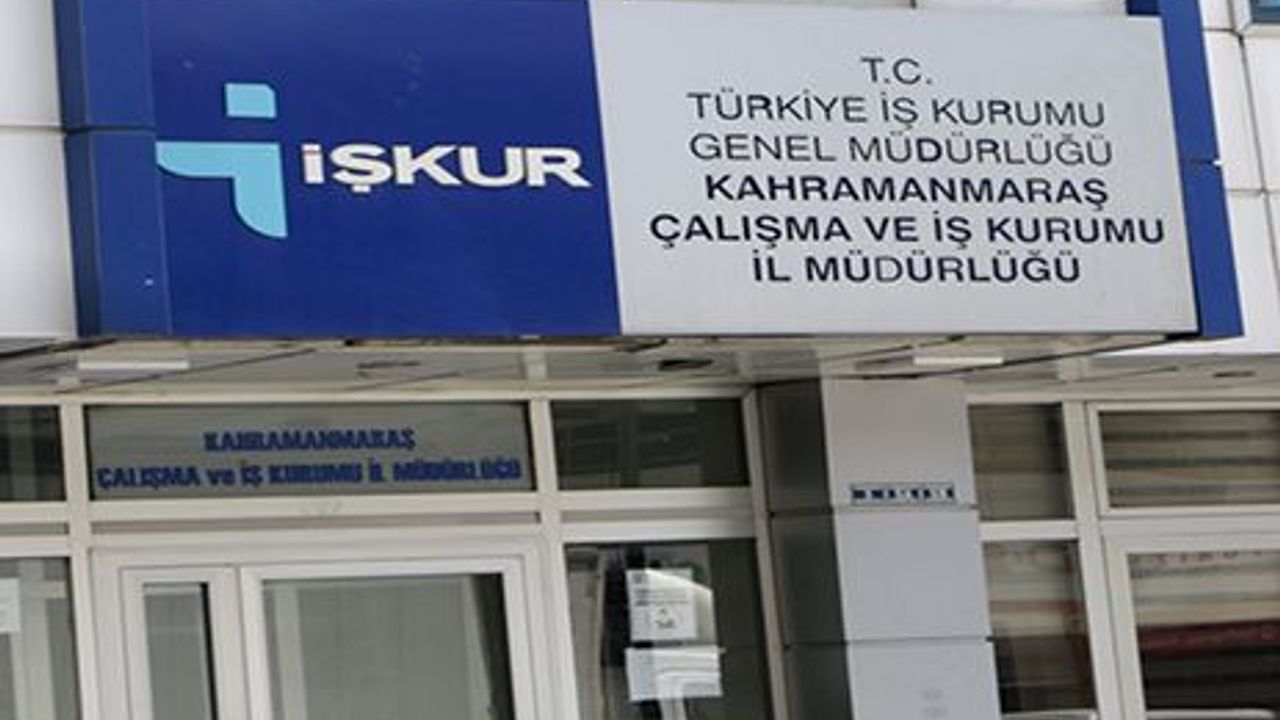 İŞKUR
T.C.
TÜRKİYE İŞ KURUMU
GENEL MÜDÜRLÜĞÜ
KAHRAMANMARAŞ
ÇALIŞMA VE İŞ KURUMU
İL MÜDÜRLÜĞÜ
KAHRAMANMARAŞ
ÇALIŞMA ve İŞ KURUMU İL MÜDÜRLÜĞÜ